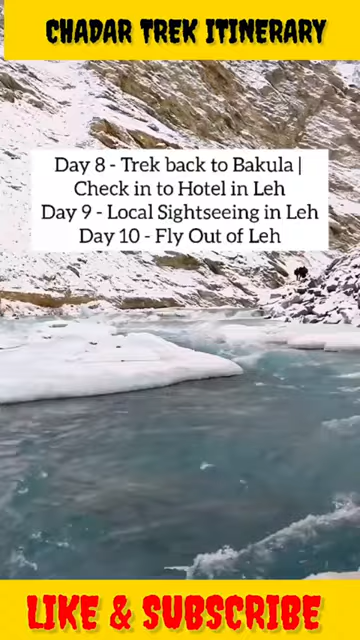 CHADAR TREK ITINERARY
Day 8 - Trek back to Bakula |
Check in to Hotel in Leh
Day 9 - Local Sightseeing in Leh
Day 10 - Fly Out of Leh
LIKE & SUBSCRIBE